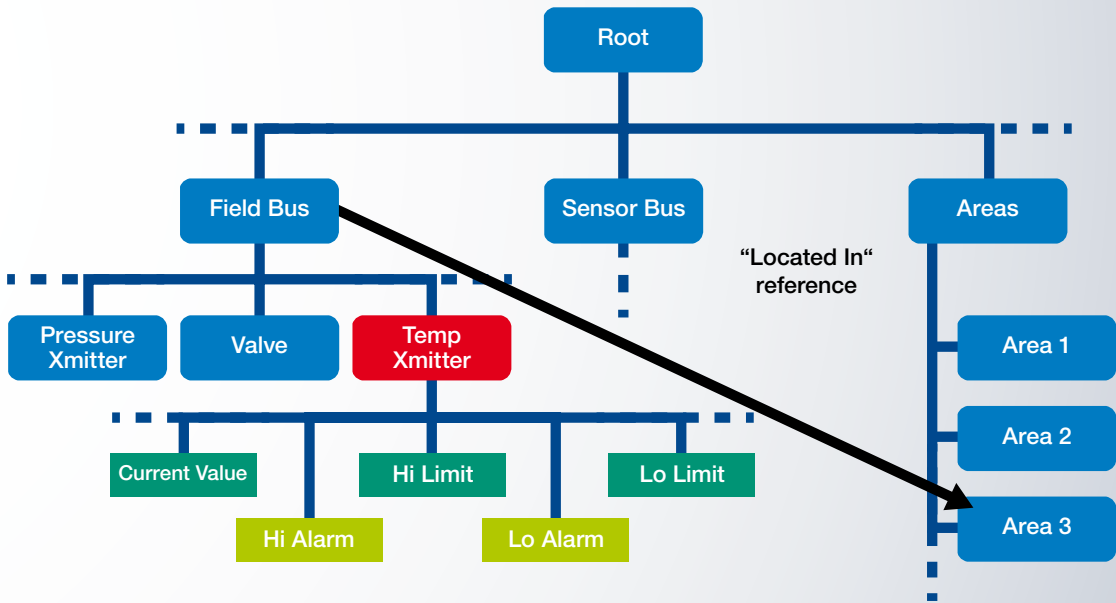 Root
Field Bus
Sensor Bus
Areas
“Located In“
reference
Pressure
Xmitter
Valve
Temp
Xmitter
Area 1
Area 2
Area 3
Current Value
Hi Limit
Lo Limit
Hi Alarm
Lo Alarm